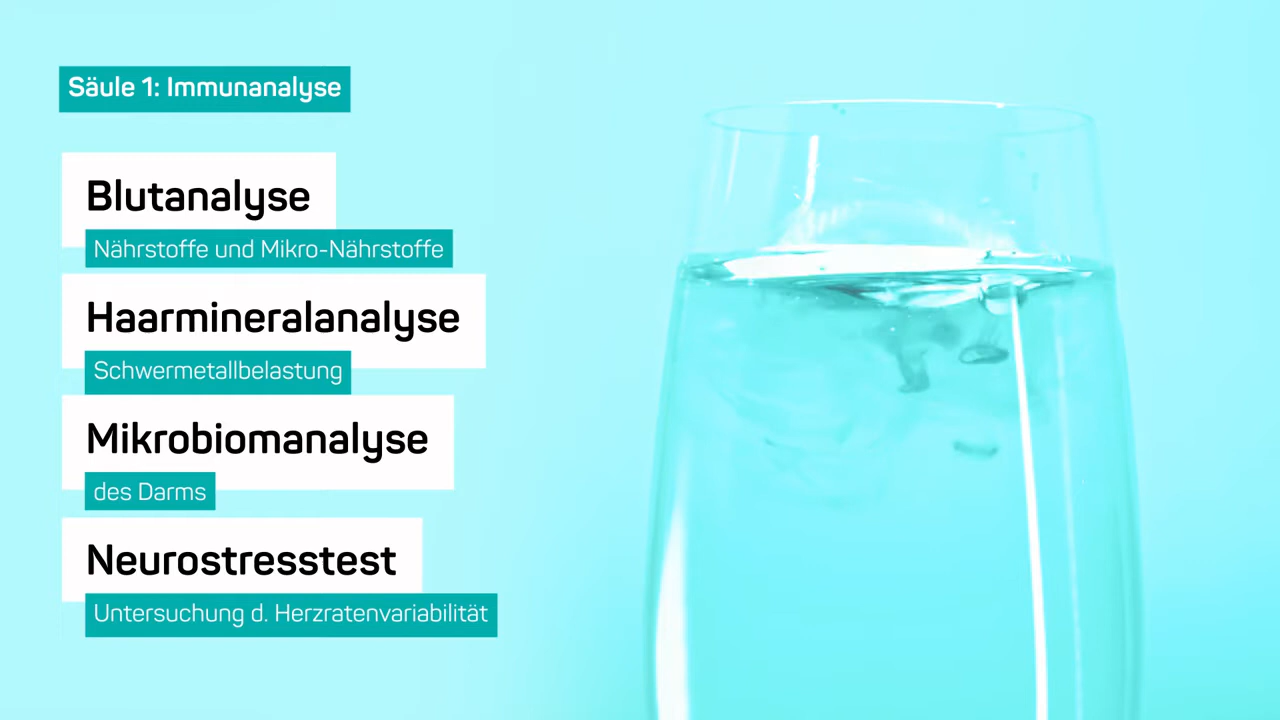 Säule 1: Immunanalyse
Blutanalyse
Nährstoffe und Mikro-Nährstoffe
Haarmineralanalyse
Schwermetallbelastung
Mikrobiomanalyse
des Darms
Neurostresstest
Untersuchung d. Herzratenvariabilität